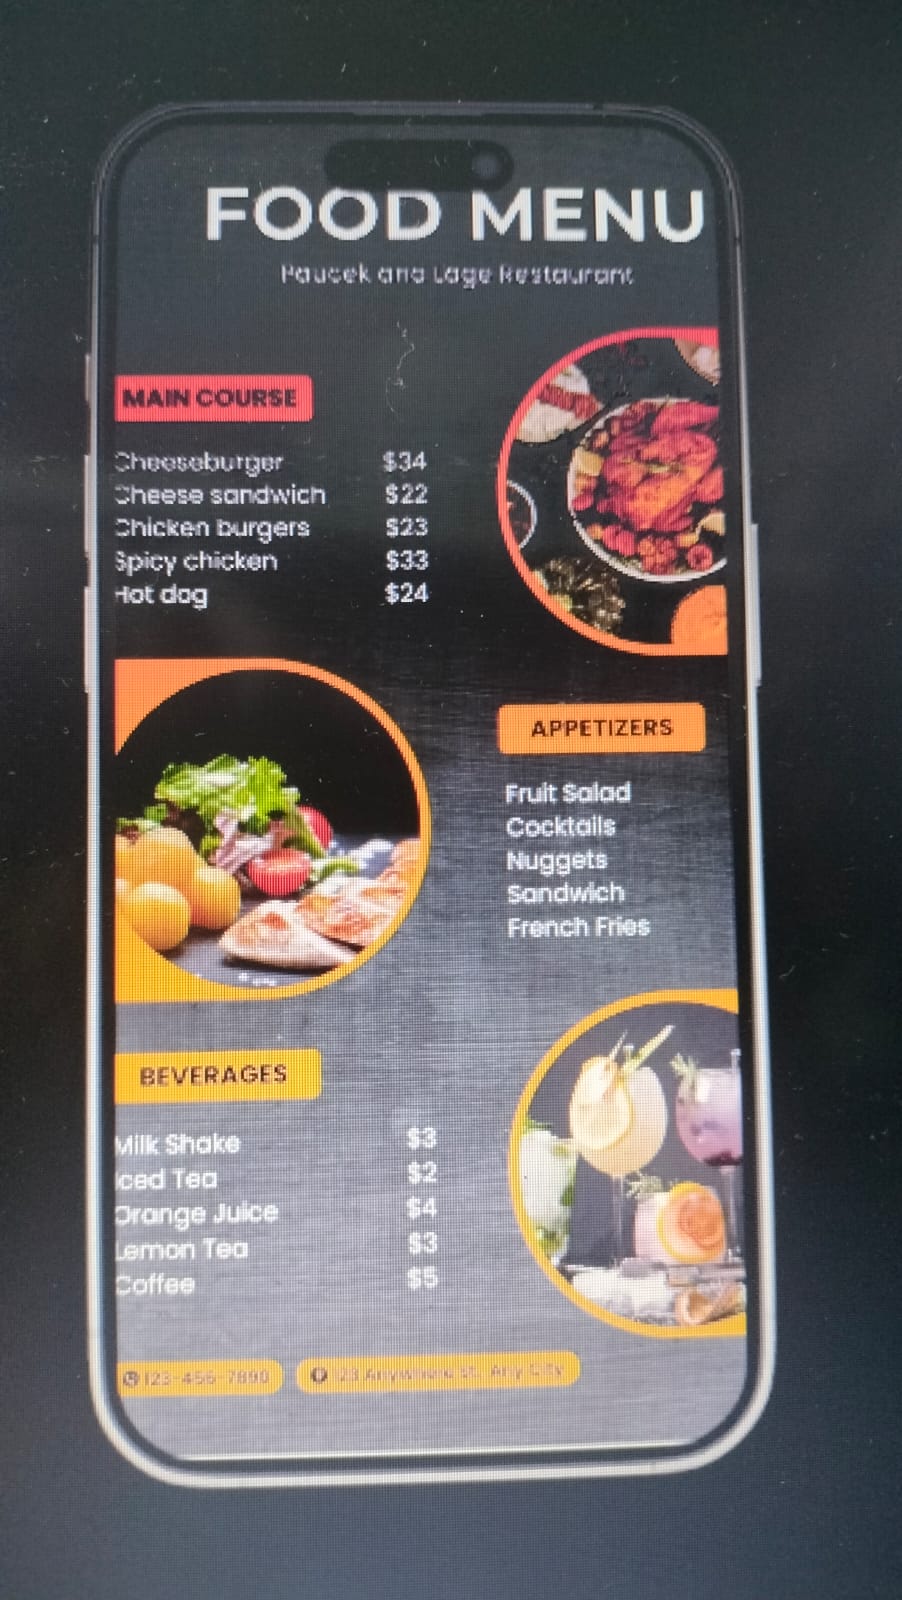 FOOD MENU
Paucek and Lage Restaurant
MAIN COURSE
Cheeseburger $34
Cheese sandwich $22
Chicken burgers $23
Spicy chicken $33
Hot dog $24
APPETIZERS
Fruit Salad
Cocktails
Nuggets
Sandwich
French Fries
BEVERAGES
Milk Shake $3
Iced Tea $2
Orange Juice $4
Lemon Tea $3
Coffee $5
123-456-7890 123 Anywhere St., Any City